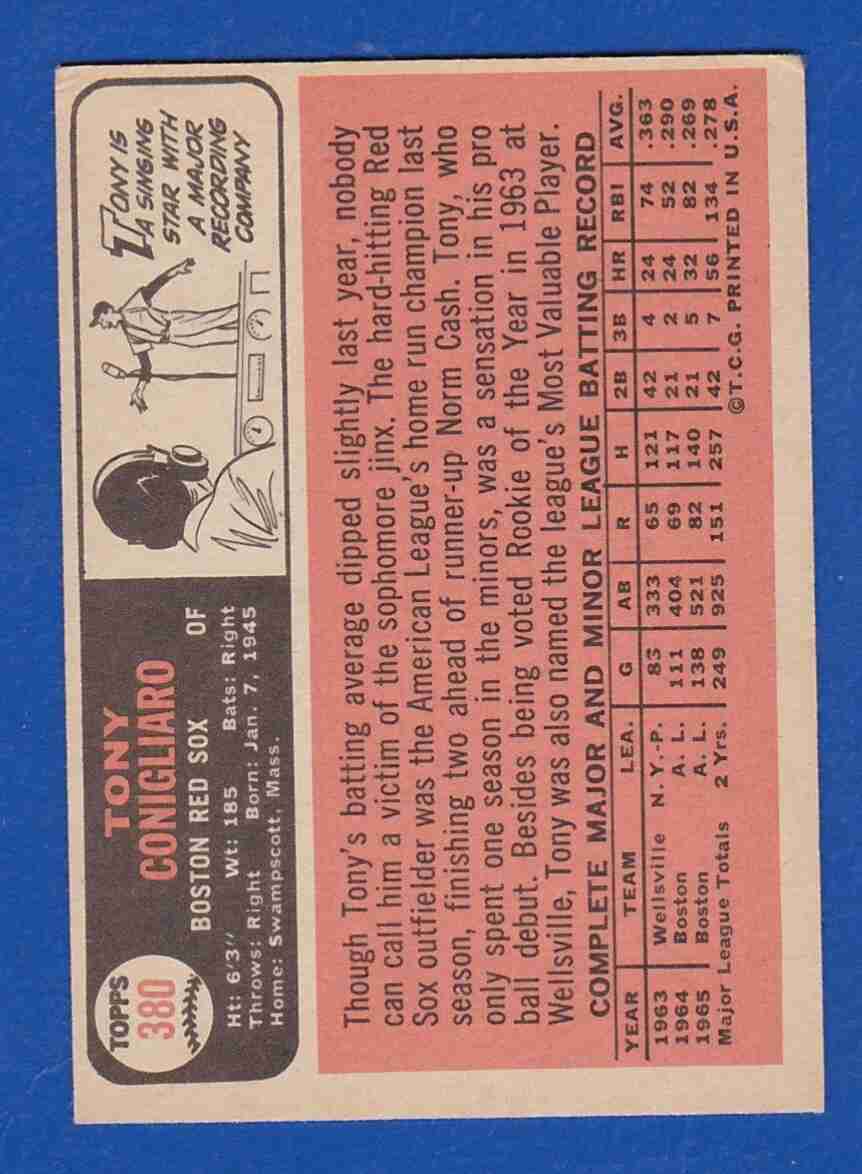 TOPPS
380
TONY
CONIGLIARO
BOSTON RED SOX OF
Ht: 6'3" Wt: 185 Bats: Right
Throws: Right Born: Jan. 7, 1945
Home: Swampscott, Mass.
TONY IS
A SINGING
STAR WITH
A MAJOR
RECORDING
COMPANY
Though Tony's batting average dipped slightly last year, nobody
can call him a victim of the sophomore jinx. The hard-hitting Red
Sox outfielder was the American League's home run champion last
season, finishing two ahead of runner-up Norm Cash. Tony, who
only spent one season in the minors, was a sensation in his pro
ball debut. Besides being voted Rookie of the Year in 1963 at
Wellsville, Tony was also named the league's Most Valuable Player.
COMPLETE MAJOR AND MINOR LEAGUE BATTING RECORD
YEAR TEAM LEA. G AB R H 2B 3B HR RBI AVG.
1963 Wellsville N.Y.-P. 83 333 65 121 42 4 24 74 .363
1964 Boston A. L. 111 404 69 117 21 2 24 52 .290
1965 Boston A. L. 138 521 82 140 21 5 32 82 .269
Major League Totals 2 Yrs. 249 925 151 257 42 7 56 134 .278
©T.C.G. PRINTED IN U.S.A.